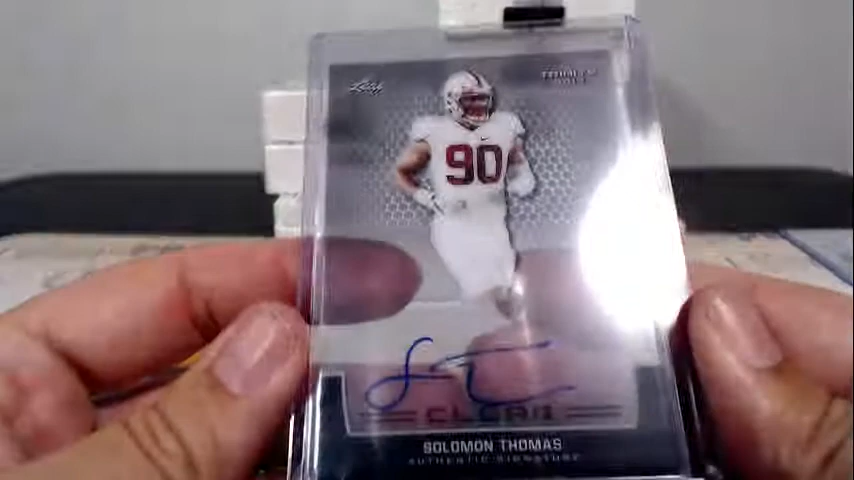 Leaf
90
CLEAR
SOLOMON THOMAS
AUTHENTIC SIGNATURE